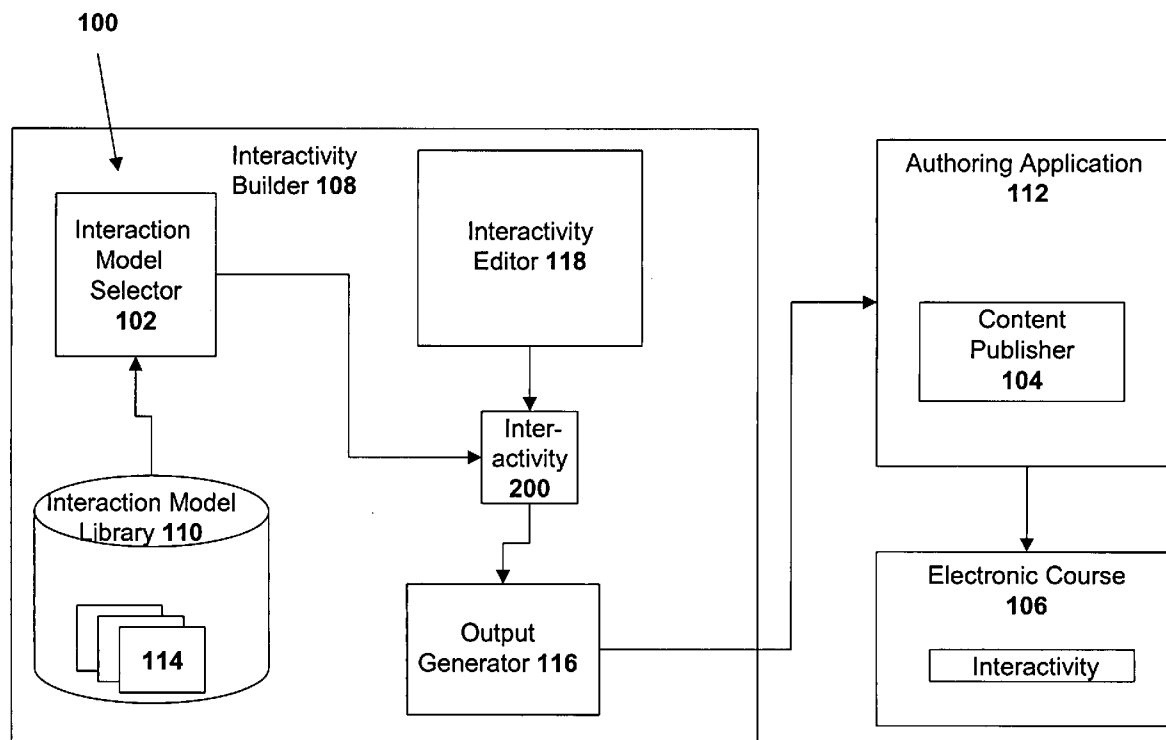 100
Interactivity
Builder 108
Interaction
Model
Selector
102
Interactivity
Editor 118
Inter-
activity
200
Interaction Model
Library 110
114
Output
Generator 116
Authoring Application
112
Content
Publisher
104
Electronic Course
106
Interactivity